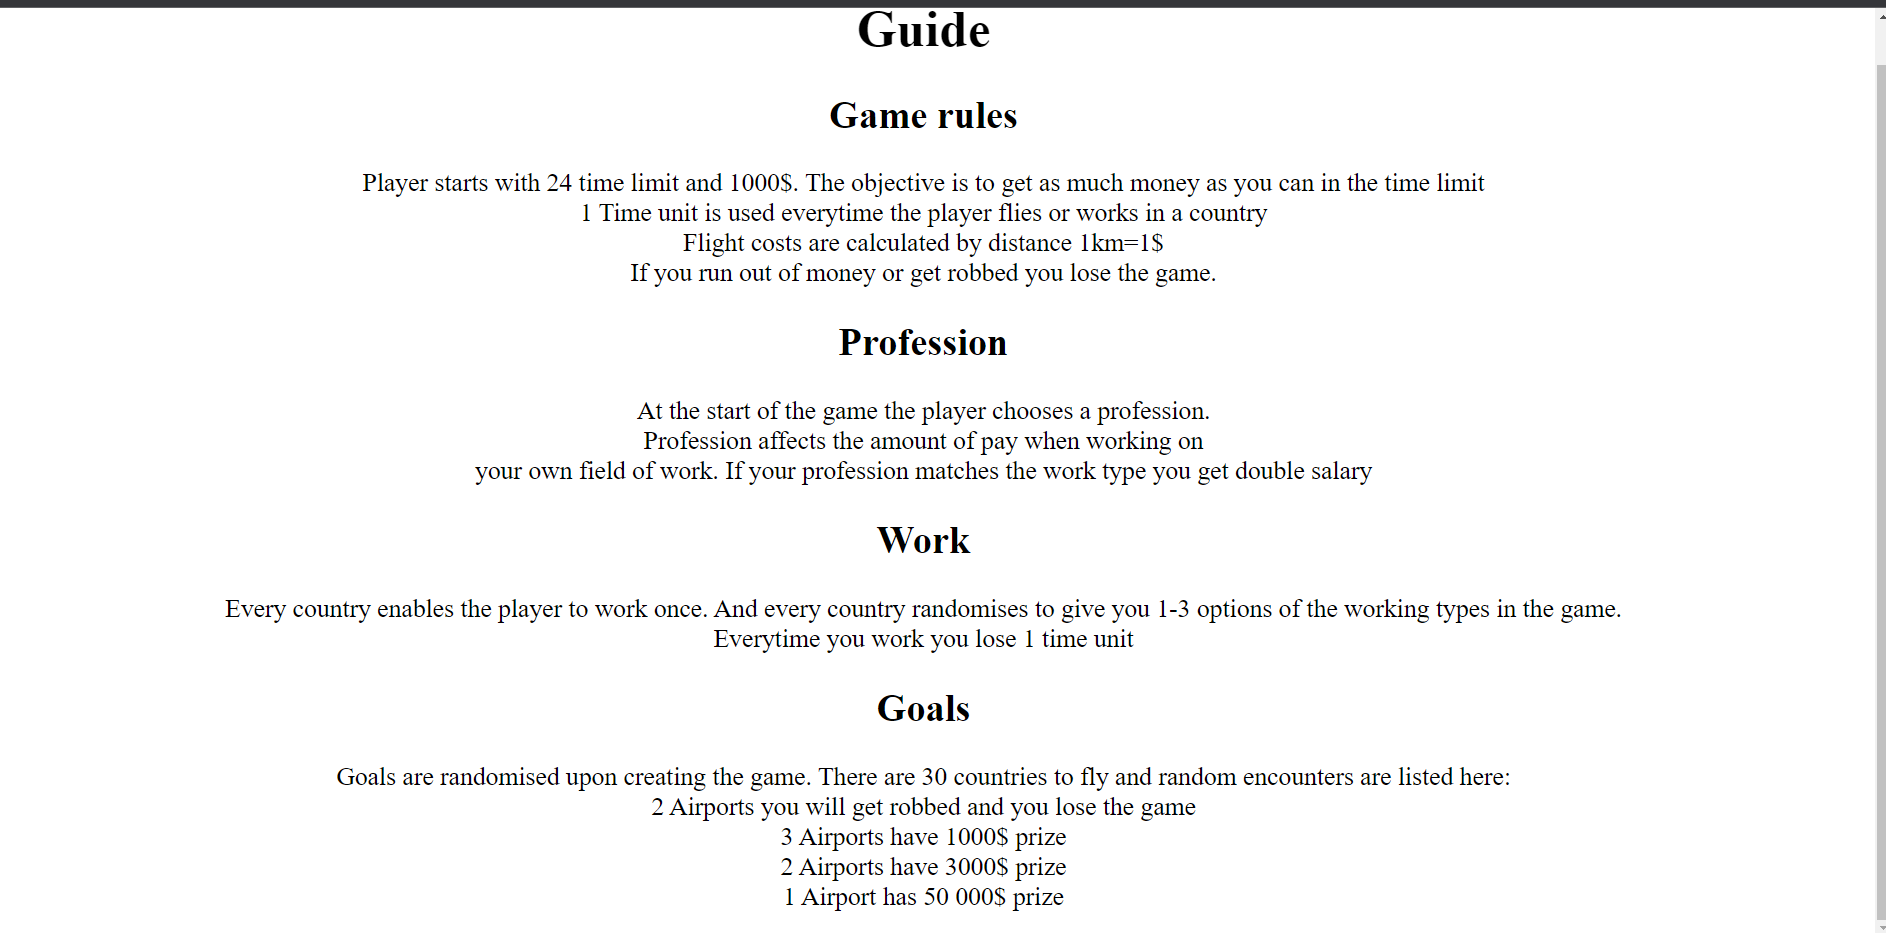 Guide
Game rules
Player starts with 24 time limit and 1000$. The objective is to get as much money as you can in the time limit
1 Time unit is used everytime the player flies or works in a country
Flight costs are calculated by distance 1km=1$
If you run out of money or get robbed you lose the game.
Profession
At the start of the game the player chooses a profession.
Profession affects the amount of pay when working on
your own field of work. If your profession matches the work type you get double salary
Work
Every country enables the player to work once. And every country randomises to give you 1-3 options of the working types in the game.
Everytime you work you lose 1 time unit
Goals
Goals are randomised upon creating the game. There are 30 countries to fly and random encounters are listed here:
2 Airports you will get robbed and you lose the game
3 Airports have 1000$ prize
2 Airports have 3000$ prize
1 Airport has 50 000$ prize